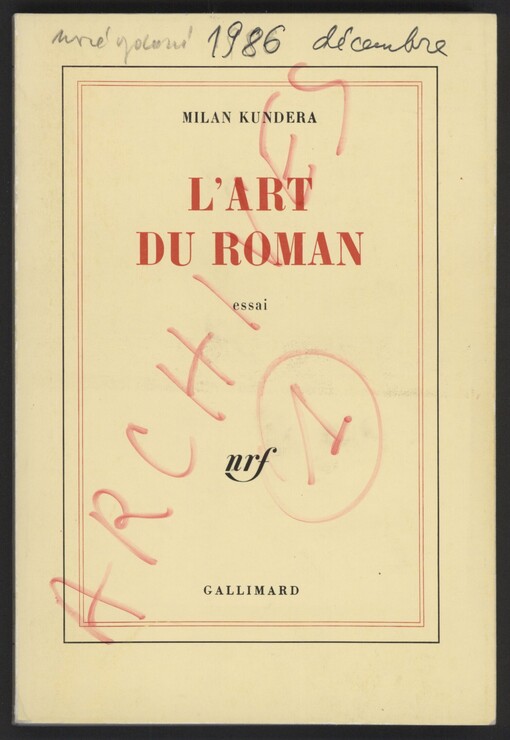 1986 décembre
MILAN KUNDERA
L'ART
DU ROMAN
essai
ARCHIVES
1
nrf
GALLIMARD